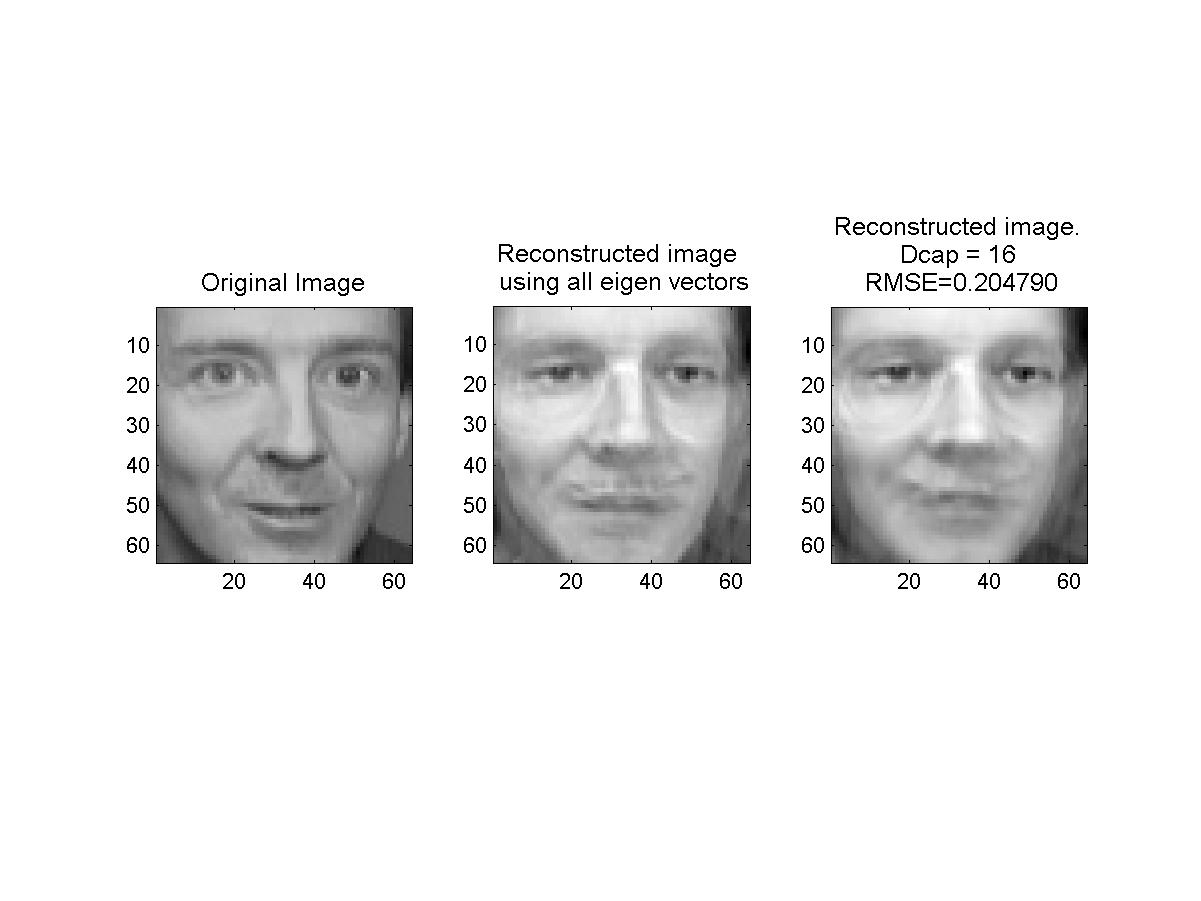 Original Image
10
20
30
40
50
60
20 40 60
Reconstructed image
using all eigen vectors
10
20
30
40
50
60
20 40 60
Reconstructed image.
Dcap = 16
RMSE=0.204790
10
20
30
40
50
60
20 40 60